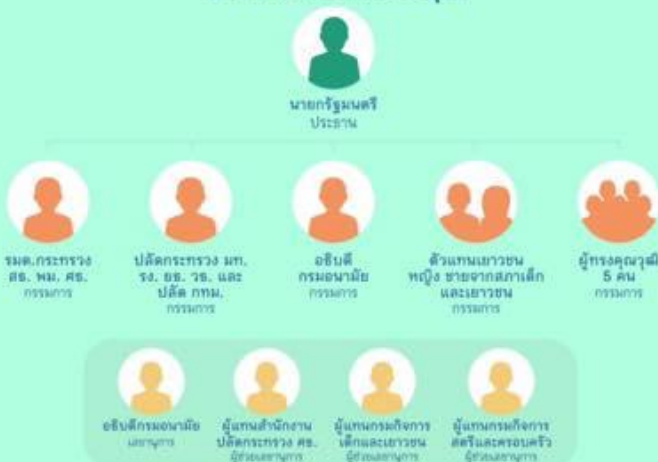 นายกรัฐมนตรี
ประธาน
รมต.กระทรวง
สธ. พม. ศธ.
กรรมการ
ปลัดกระทรวง มท.
รง. ยธ. วธ. และ
ปลัด กทม.
กรรมการ
อธิบดี
กรมอนามัย
กรรมการ
ตัวแทนเยาวชน
หญิง ชายจากสภาเด็ก
และเยาวชน
กรรมการ
ผู้ทรงคุณวุฒิ
5 คน
กรรมการ
อธิบดีกรมอนามัย
เลขานุการ
ผู้แทนสำนักงาน
ปลัดกระทรวง ศธ.
ผู้ช่วยเลขานุการ
ผู้แทนกรมกิจการ
เด็กและเยาวชน
ผู้ช่วยเลขานุการ
ผู้แทนกรมกิจการ
สตรีและครอบครัว
ผู้ช่วยเลขานุการ